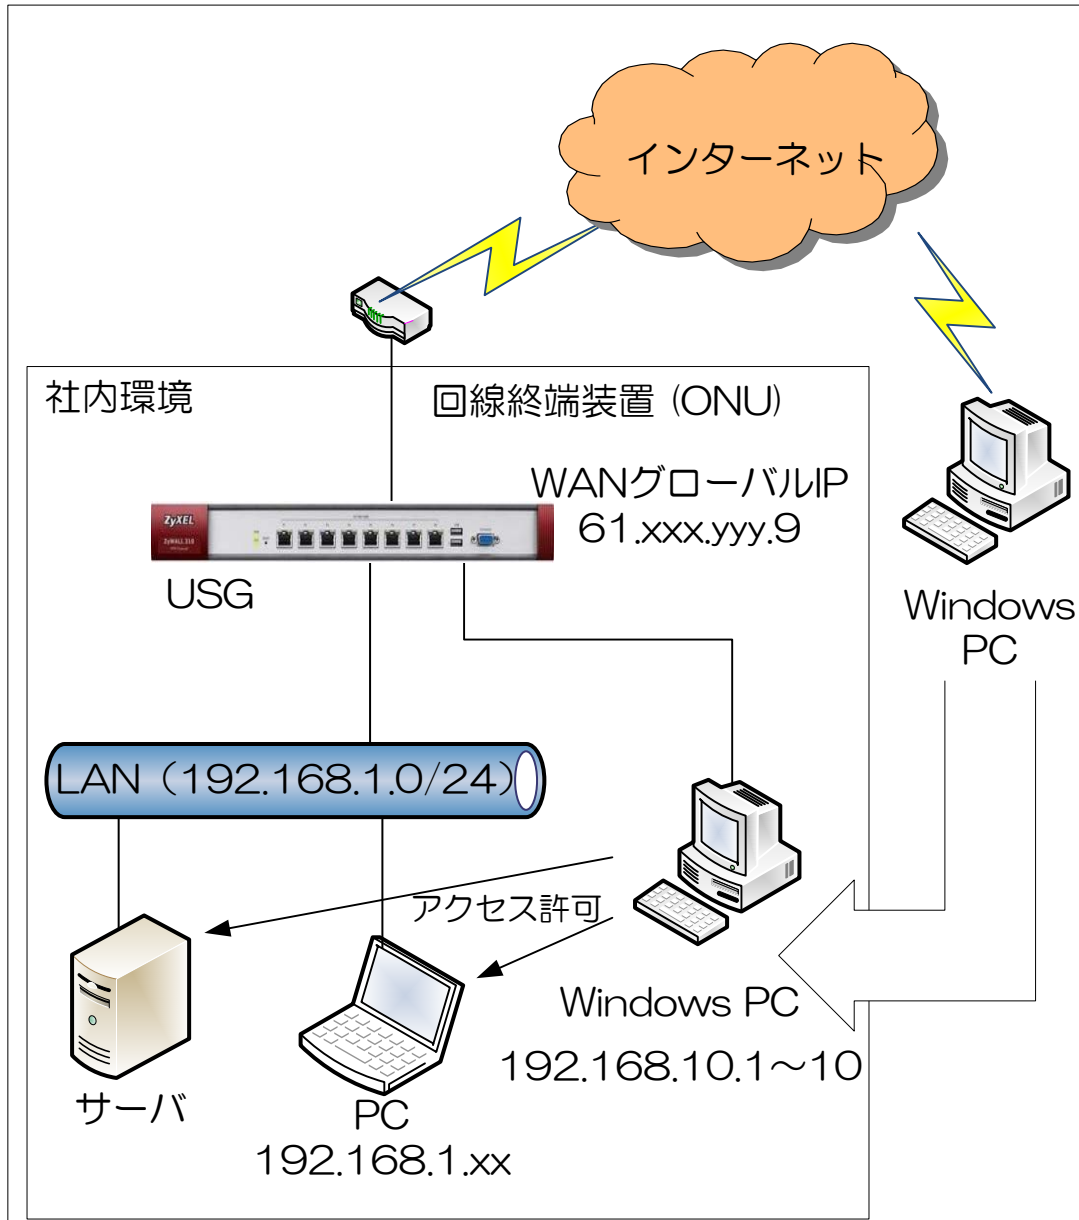 インターネット
社内環境
回線終端装置 (ONU)
WANグローバルIP
61.xxx.yyy.9
ZyXEL
ZyWALL 310
USG
Windows
PC
LAN（192.168.1.0/24）
アクセス許可
Windows PC
192.168.10.1～10
サーバ
PC
192.168.1.xx